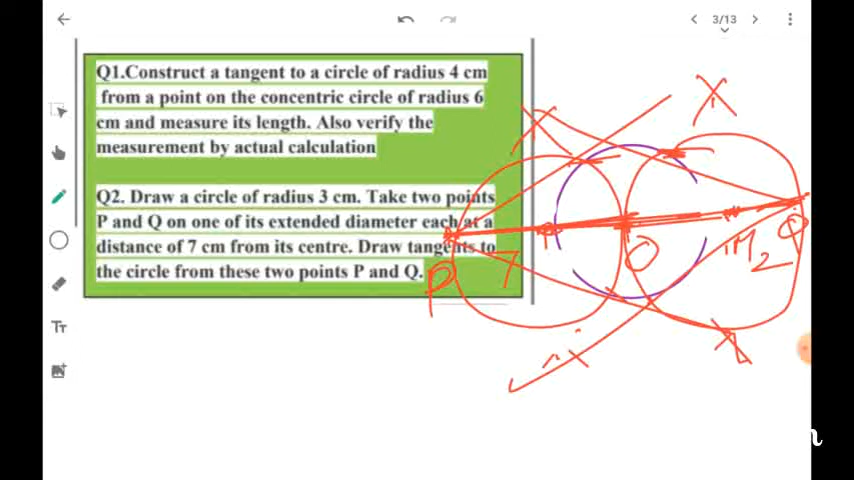 3/13
Q1.Construct a tangent to a circle of radius 4 cm
from a point on the concentric circle of radius 6
cm and measure its length. Also verify the
measurement by actual calculation
Q2. Draw a circle of radius 3 cm. Take two points
P and Q on one of its extended diameter each at a
distance of 7 cm from its centre. Draw tangents to
the circle from these two points P and Q.
P
7
O
M2
Q
Tт